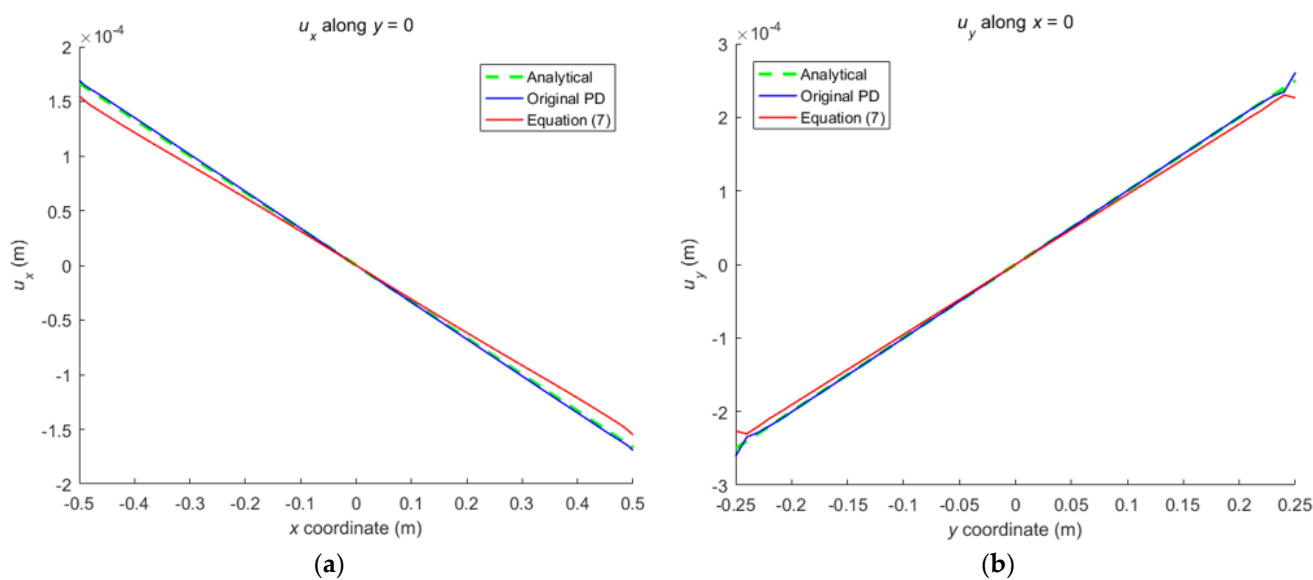 u_x along y = 0
×10^-4
2
1.5
1
0.5
0
-0.5
-1
-1.5
-2
u_x (m)
-0.5 -0.4 -0.3 -0.2 -0.1 0 0.1 0.2 0.3 0.4 0.5
x coordinate (m)
Analytical
Original PD
Equation (7)
(a)
u_y along x = 0
×10^-4
3
2
1
0
-1
-2
-3
u_y (m)
-0.25 -0.2 -0.15 -0.1 -0.05 0 0.05 0.1 0.15 0.2 0.25
y coordinate (m)
Analytical
Original PD
Equation (7)
(b)